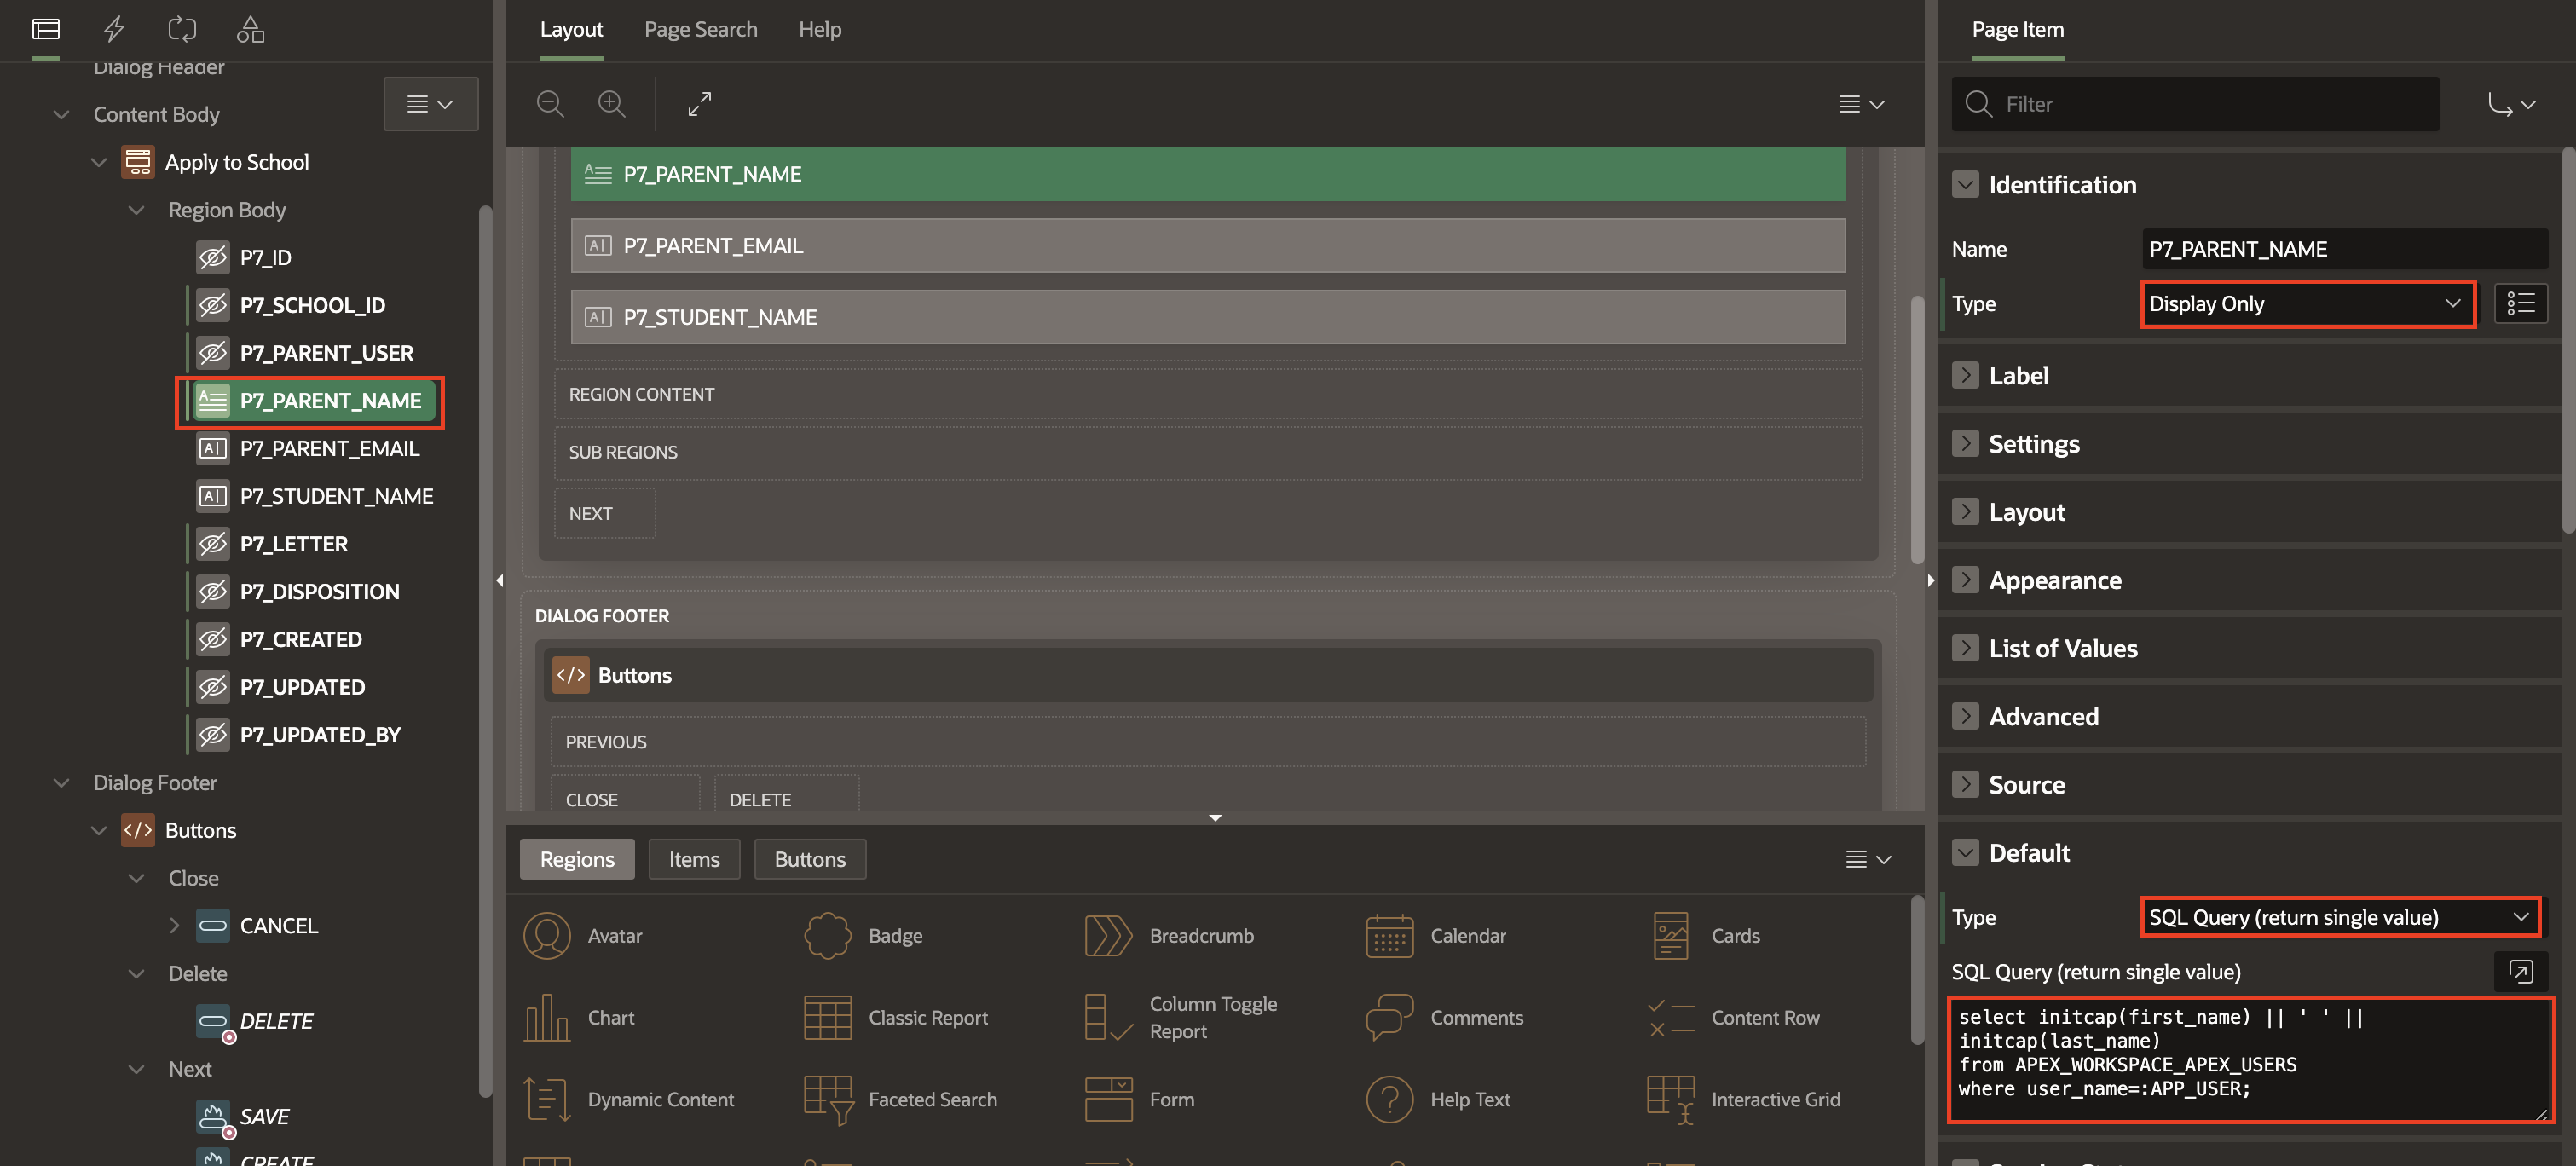 Dialog Header
Content Body
Apply to School
Region Body
P7_ID
P7_SCHOOL_ID
P7_PARENT_USER
P7_PARENT_NAME
P7_PARENT_EMAIL
P7_STUDENT_NAME
P7_LETTER
P7_DISPOSITION
P7_CREATED
P7_UPDATED
P7_UPDATED_BY
Dialog Footer
Buttons
Close
CANCEL
Delete
DELETE
Next
SAVE
CREATE
Layout Page Search Help
P7_PARENT_NAME
P7_PARENT_EMAIL
P7_STUDENT_NAME
REGION CONTENT
SUB REGIONS
NEXT
DIALOG FOOTER
Buttons
PREVIOUS
CLOSE DELETE
Regions Items Buttons
Avatar Badge Breadcrumb Calendar Cards
Chart Classic Report Column Toggle Report Comments Content Row
Dynamic Content Faceted Search Form Help Text Interactive Grid
Page Item
Filter
Identification
Name P7_PARENT_NAME
Type Display Only
Label
Settings
Layout
Appearance
List of Values
Advanced
Source
Default
Type SQL Query (return single value)
SQL Query (return single value)
select initcap(first_name) || ' ' ||
initcap(last_name)
from APEX_WORKSPACE_APEX_USERS
where user_name=:APP_USER;